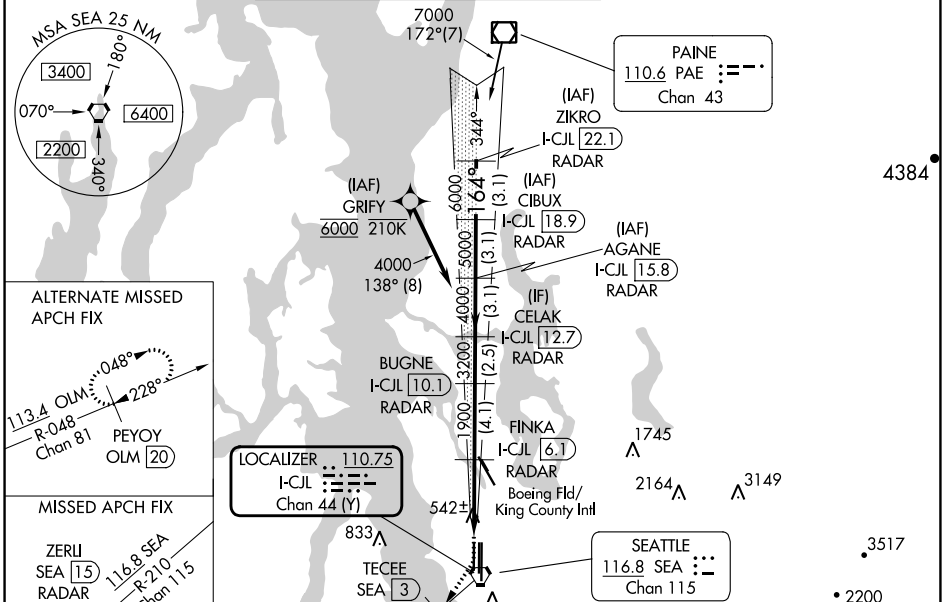 MSA SEA 25 NM
180°
3400
070°
6400
2200
340°
7000
172°(7)
PAINE
110.6 PAE
Chan 43
344°
(IAF)
ZIKRO
I-CJL 22.1
RADAR
4384
164°
6000
(3.1)
(IAF)
CIBUX
I-CJL 18.9
RADAR
(IAF)
GRIFY
6000 210K
5000
(3.1)
(IAF)
AGANE
I-CJL 15.8
RADAR
4000
138° (8)
4000
(3.1)
(IF)
CELAK
I-CJL 12.7
RADAR
ALTERNATE MISSED
APCH FIX
048°
228°
113.4 OLM
R-048
Chan 81
PEYOY
OLM 20
3200
(2.5)
BUGNE
I-CJL 10.1
RADAR
1900
(4.1)
FINKA
I-CJL 6.1
RADAR
1745
Boeing Fld/
King County Intl
2164
3149
LOCALIZER 110.75
I-CJL
Chan 44 (Y)
542±
833
MISSED APCH FIX
ZERLI
SEA 15
RADAR
116.8 SEA
R-210
Chan 115
TECEE
SEA 3
SEATTLE
116.8 SEA
Chan 115
3517
2200